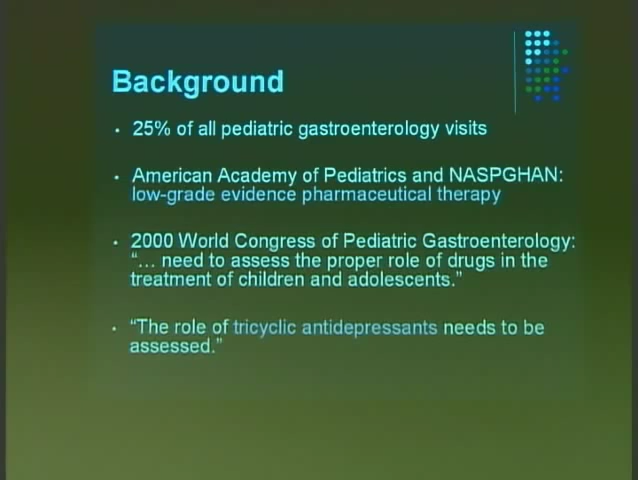 Background
• 25% of all pediatric gastroenterology visits
• American Academy of Pediatrics and NASPGHAN:
low-grade evidence pharmaceutical therapy
• 2000 World Congress of Pediatric Gastroenterology:
“... need to assess the proper role of drugs in the
treatment of children and adolescents.”
• “The role of tricyclic antidepressants needs to be
assessed.”